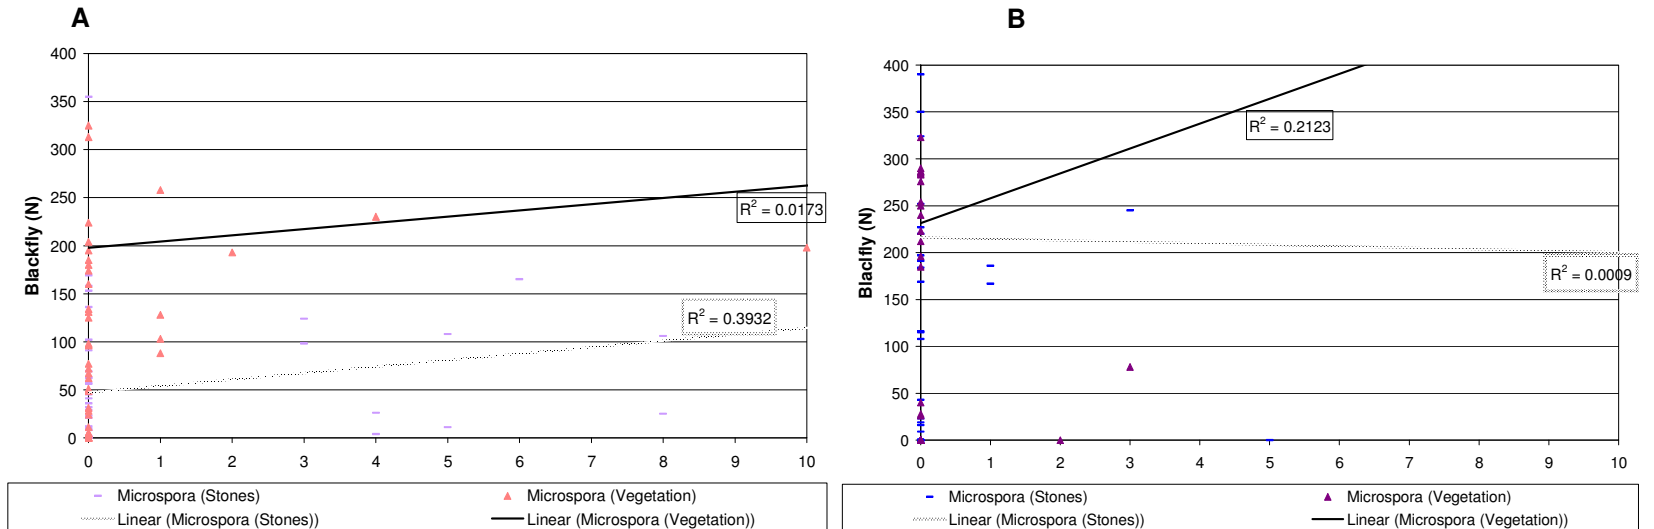 A
400
350
300
250
200
150
100
50
0
Blackfly (N)
R2 = 0.0173
R2 = 0.3932
0 1 2 3 4 5 6 7 8 9 10
Microspora (Stones) Microspora (Vegetation)
Linear (Microspora (Stones)) Linear (Microspora (Vegetation))
B
400
350
300
250
200
150
100
50
0
Blaclfly (N)
R2 = 0.2123
R2 = 0.0009
0 1 2 3 4 5 6 7 8 9 10
Microspora (Stones) Microspora (Vegetation)
Linear (Microspora (Stones)) Linear (Microspora (Vegetation))